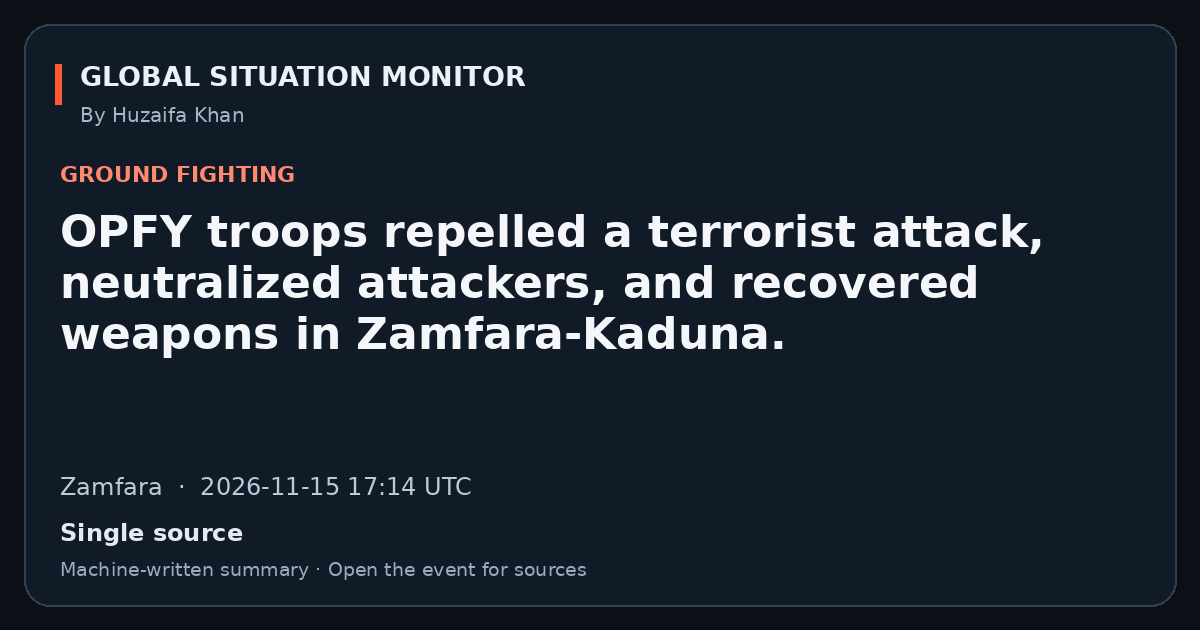 GLOBAL SITUATION MONITOR
By Huzaifa Khan
GROUND FIGHTING
OPFY troops repelled a terrorist attack,
neutralized attackers, and recovered
weapons in Zamfara-Kaduna.
Zamfara · 2026-11-15 17:14 UTC
Single source
Machine-written summary · Open the event for sources